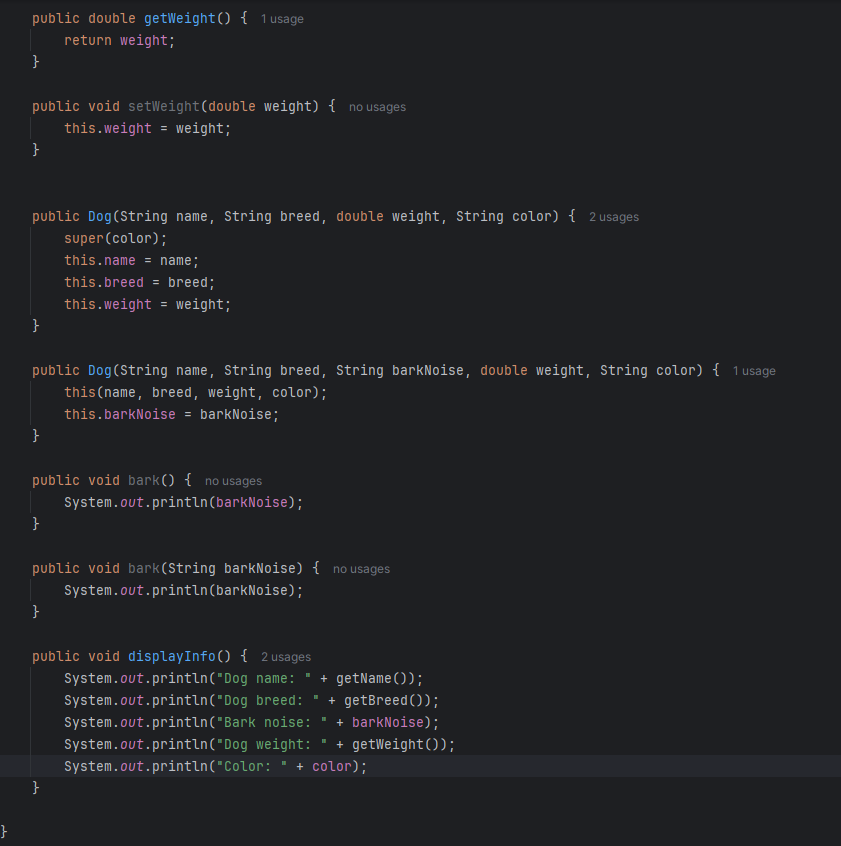 public double getWeight() { 1 usage
return weight;
}
public void setWeight(double weight) { no usages
this.weight = weight;
}
public Dog(String name, String breed, double weight, String color) { 2 usages
super(color);
this.name = name;
this.breed = breed;
this.weight = weight;
}
public Dog(String name, String breed, String barkNoise, double weight, String color) { 1 usage
this(name, breed, weight, color);
this.barkNoise = barkNoise;
}
public void bark() { no usages
System.out.println(barkNoise);
}
public void bark(String barkNoise) { no usages
System.out.println(barkNoise);
}
public void displayInfo() { 2 usages
System.out.println("Dog name: " + getName());
System.out.println("Dog breed: " + getBreed());
System.out.println("Bark noise: " + barkNoise);
System.out.println("Dog weight: " + getWeight());
System.out.println("Color: " + color);
}
}